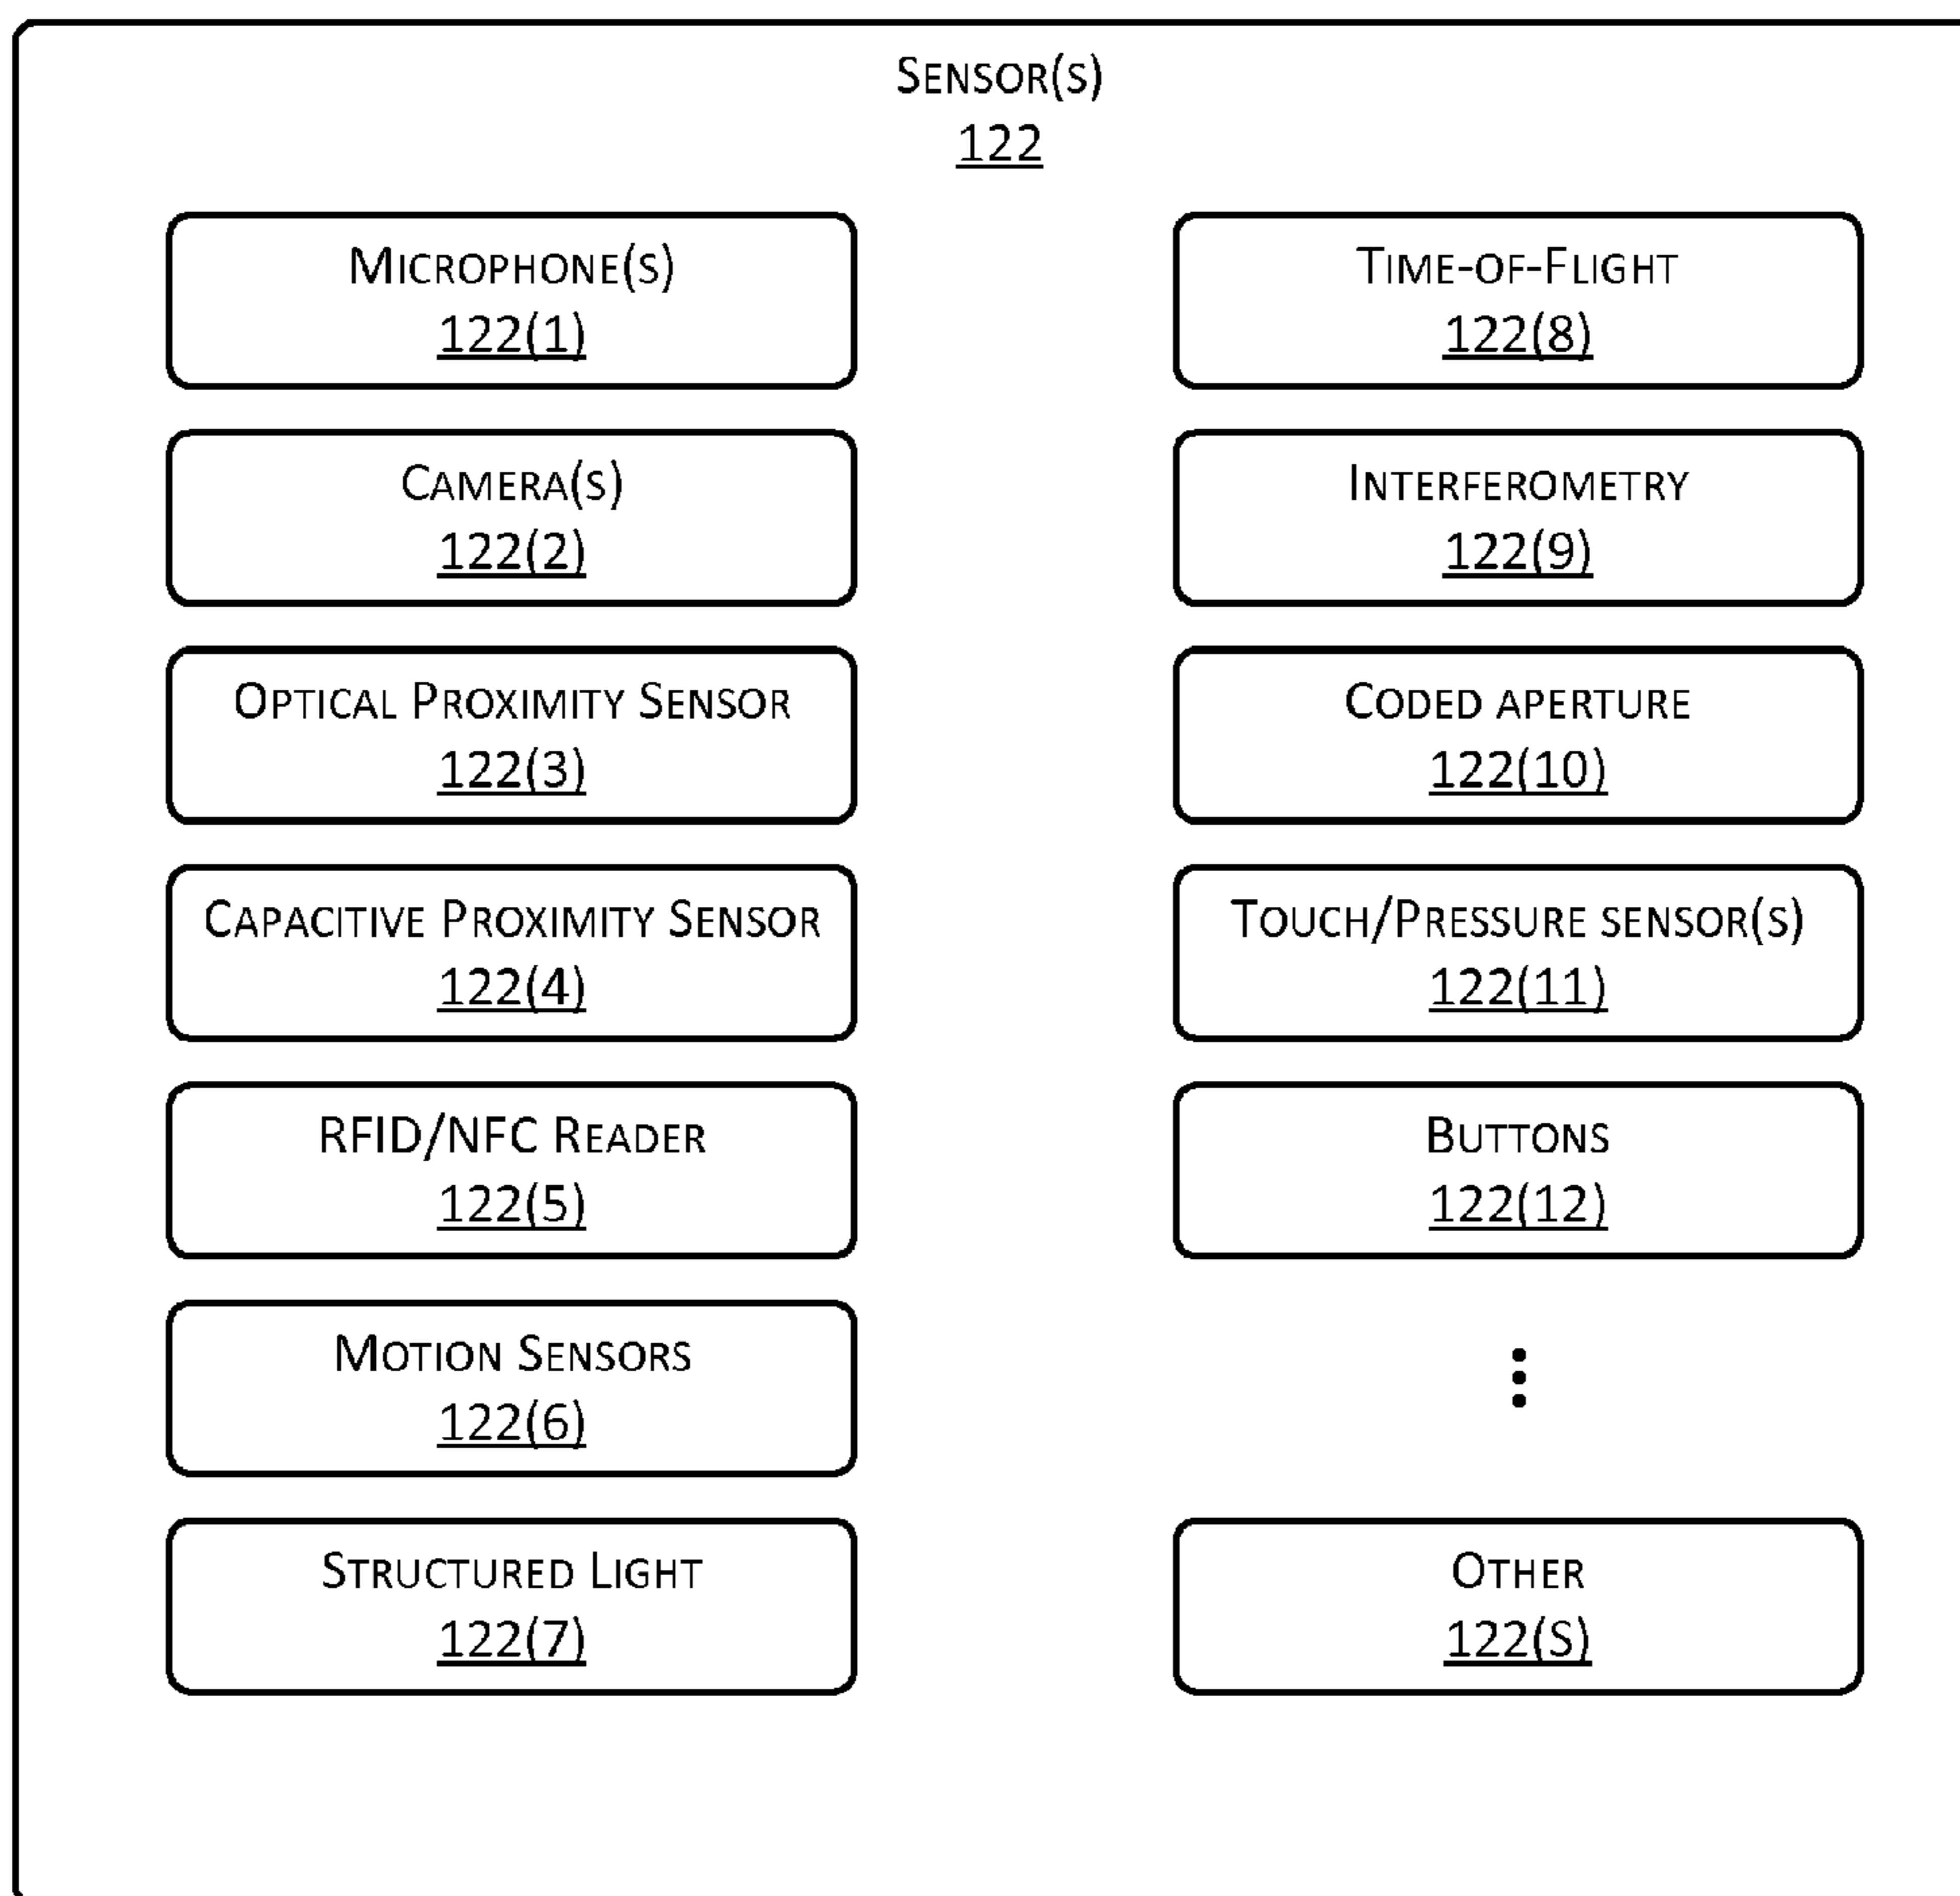 SENSOR(S)
122
MICROPHONE(S)
122(1)
CAMERA(S)
122(2)
OPTICAL PROXIMITY SENSOR
122(3)
CAPACITIVE PROXIMITY SENSOR
122(4)
RFID/NFC READER
122(5)
MOTION SENSORS
122(6)
STRUCTURED LIGHT
122(7)
TIME-OF-FLIGHT
122(8)
INTERFEROMETRY
122(9)
CODED APERTURE
122(10)
TOUCH/PRESSURE SENSOR(S)
122(11)
BUTTONS
122(12)
OTHER
122(S)